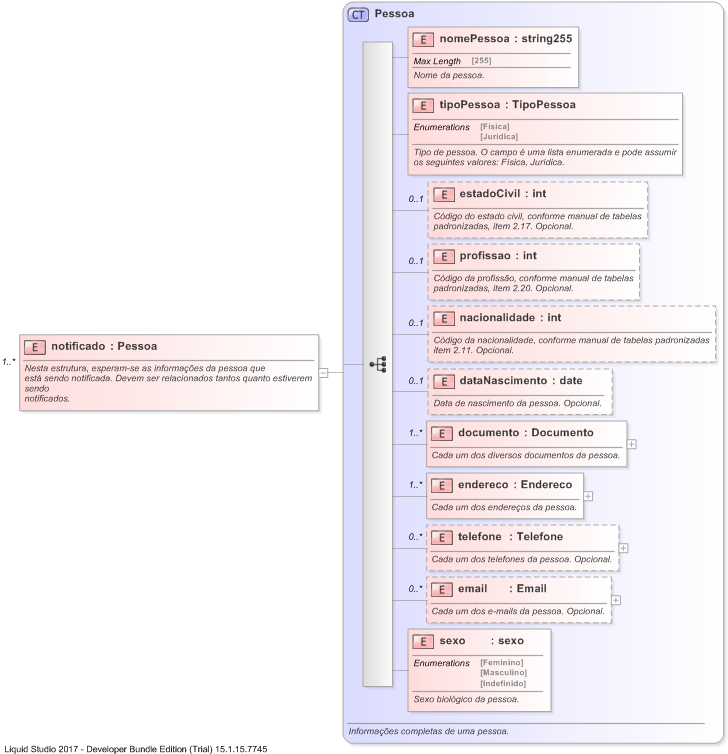 CT Pessoa
E nomePessoa : string255
Max Length [255]
Nome da pessoa.
E tipoPessoa : TipoPessoa
Enumerations [Física]
[Jurídica]
Tipo de pessoa. O campo é uma lista enumerada e pode assumir
os seguintes valores: Física, Jurídica.
0..1
E estadoCivil : int
Código do estado civil, conforme manual de tabelas
padronizadas, item 2.17. Opcional.
0..1
E profissao : int
Código da profissão, conforme manual de tabelas
padronizadas, item 2.20. Opcional.
0..1
E nacionalidade : int
Código da nacionalidade, conforme manual de tabelas padronizadas
item 2.11. Opcional.
1..*
E notificado : Pessoa
Nesta estrutura, esperam-se as informações da pessoa que
está sendo notificada. Devem ser relacionados tantos quanto estiverem
sendo
notificados.
0..1
E dataNascimento : date
Data de nascimento da pessoa. Opcional.
1..*
E documento : Documento
Cada um dos diversos documentos da pessoa.
1..*
E endereco : Endereco
Cada um dos endereços da pessoa.
0..*
E telefone : Telefone
Cada um dos telefones da pessoa. Opcional.
0..*
E email : Email
Cada um dos e-mails da pessoa. Opcional.
E sexo : sexo
Enumerations [Feminino]
[Masculino]
[Indefinido]
Sexo biológico da pessoa.
Informações completas de uma pessoa.
Liquid Studio 2017 - Developer Bundle Edition (Trial) 15.1.15.7745